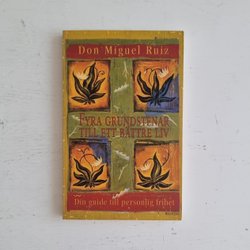 Don Miguel Ruiz
FYRA GRUNDSTENAR
TILL ETT BÄTTRE LIV
Din guide till personlig frihet